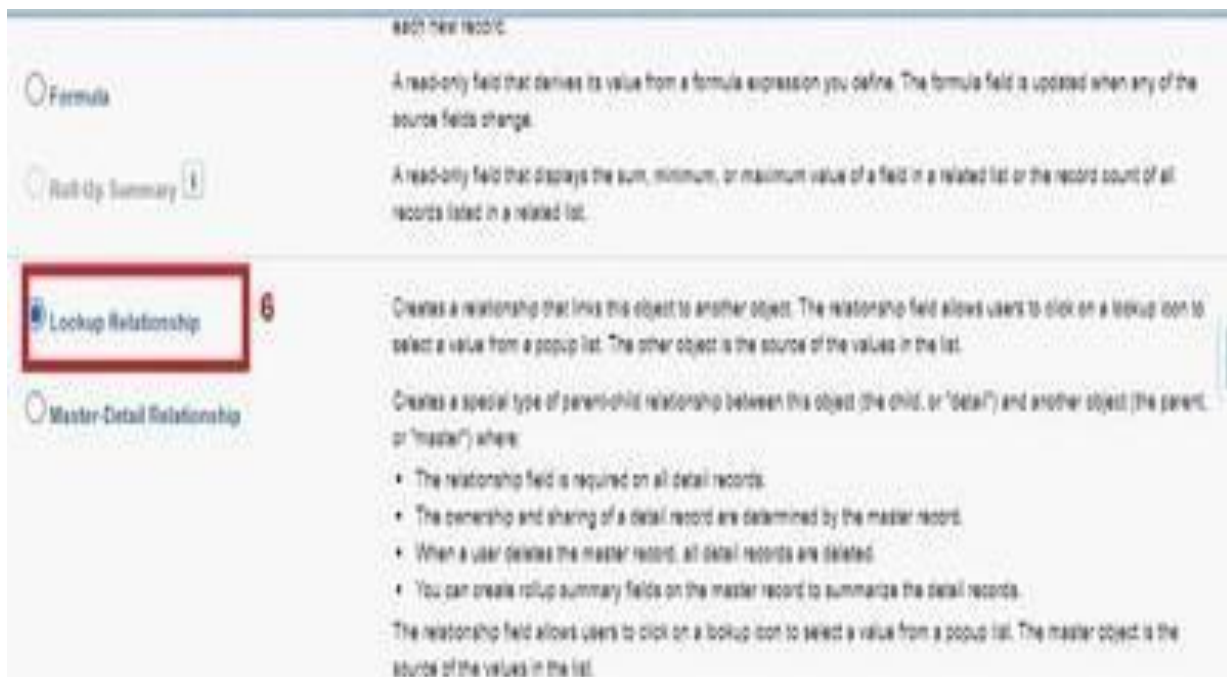 each new record.
Formula
A read-only field that derives its value from a formula expression you define. The formula field is updated when any of the
source fields change.
Roll-Up Summary i
A read-only field that displays the sum, minimum, or maximum value of a field in a related list or the record count of all
records listed in a related list.
Lookup Relationship
6
Creates a relationship that links this object to another object. The relationship field allows users to click on a lookup icon to
select a value from a popup list. The other object is the source of the values in the list.
Master-Detail Relationship
Creates a special type of parent-child relationship between this object (the child, or "detail") and another object (the parent,
or "master") where:
• The relationship field is required on all detail records.
• The ownership and sharing of a detail record are determined by the master record.
• When a user deletes the master record, all detail records are deleted.
• You can create rollup summary fields on the master record to summarize the detail records.
The relationship field allows users to click on a lookup icon to select a value from a popup list. The master object is the
source of the values in the list.